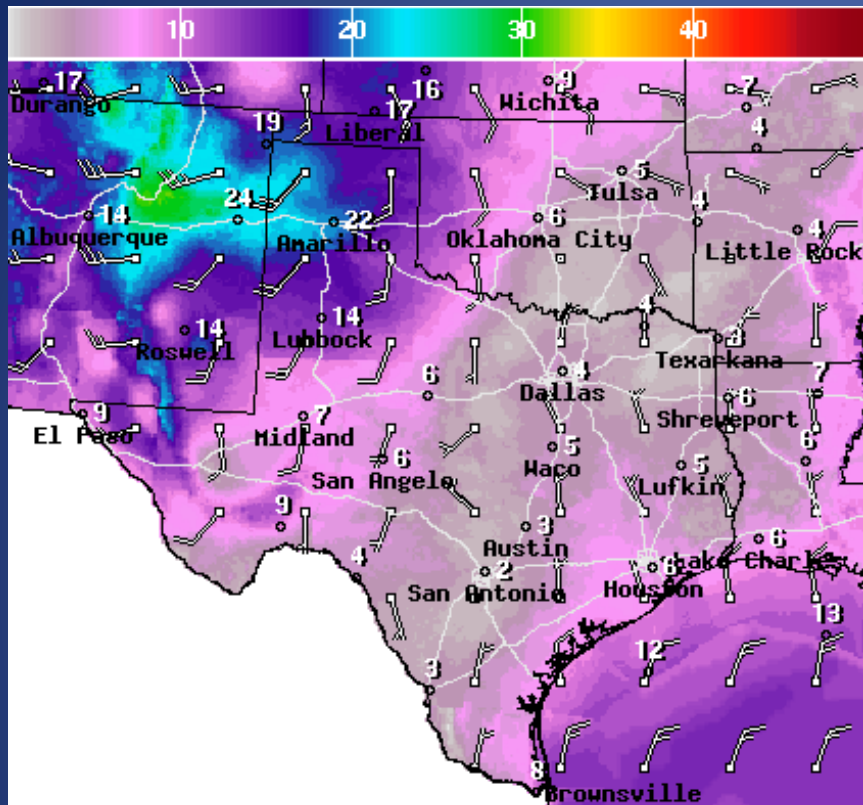 10 20 30 40
17 16 9 7
Durango Wichita
17
Liberal
19 4
5
Tulsa
14 24 22 6 4 4
Albuquerque Amarillo Oklahoma City Little Rock
14 14 4
Roswell Lubbock 3
Texarkana
4
Dallas
6 6 7
9 7 Shreveport
El Paso Midland
6 5 5 6
San Angelo Waco Lufkin
9 3 6
Austin Lake Charles
4 2 6
San Antonio Houston
13
12
3
8
Brownsville